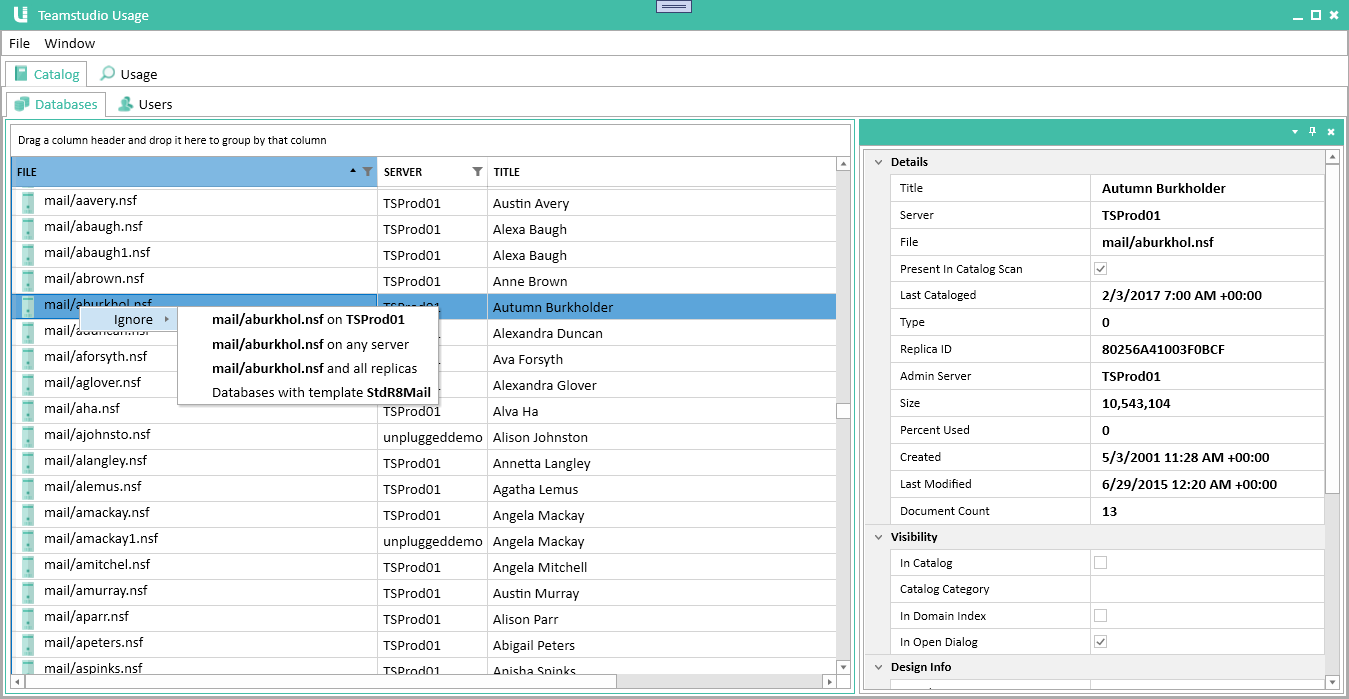 Teamstudio Usage
File Window
Catalog Usage
Databases Users
Drag a column header and drop it here to group by that column
FILE SERVER TITLE
mail/aavery.nsf TSProd01 Austin Avery
mail/abaugh.nsf TSProd01 Alexa Baugh
mail/abaugh1.nsf TSProd01 Alexa Baugh
mail/abrown.nsf TSProd01 Anne Brown
mail/aburkhol.nsf TSProd01 Autumn Burkholder
mail/aduncan.nsf Alexandra Duncan
mail/aforsyth.nsf Ava Forsyth
mail/aglover.nsf Alexandra Glover
mail/aha.nsf TSProd01 Alva Ha
mail/ajohnsto.nsf unpluggeddemo Alison Johnston
mail/alangley.nsf TSProd01 Annetta Langley
mail/alemus.nsf TSProd01 Agatha Lemus
mail/amackay.nsf TSProd01 Angela Mackay
mail/amackay1.nsf unpluggeddemo Angela Mackay
mail/amitchel.nsf TSProd01 Angela Mitchell
mail/amurray.nsf TSProd01 Austin Murray
mail/aparr.nsf TSProd01 Alison Parr
mail/apeters.nsf TSProd01 Abigail Peters
mail/aspinks.nsf TSProd01 Anisha Spinks
Ignore
mail/aburkhol.nsf on TSProd01
mail/aburkhol.nsf on any server
mail/aburkhol.nsf and all replicas
Databases with template StdR8Mail
Details
Title Autumn Burkholder
Server TSProd01
File mail/aburkhol.nsf
Present In Catalog Scan
Last Cataloged 2/3/2017 7:00 AM +00:00
Type 0
Replica ID 80256A41003F0BCF
Admin Server TSProd01
Size 10,543,104
Percent Used 0
Created 5/3/2001 11:28 AM +00:00
Last Modified 6/29/2015 12:20 AM +00:00
Document Count 13
Visibility
In Catalog
Catalog Category
In Domain Index
In Open Dialog
Design Info